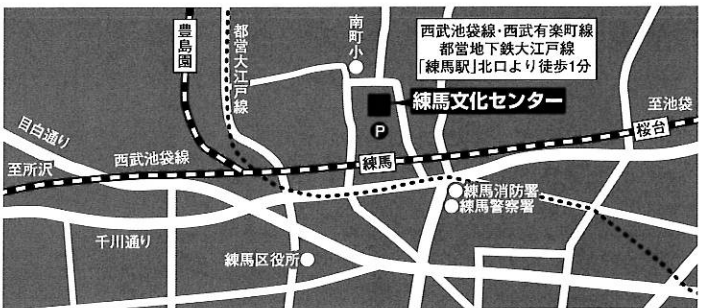 豊島園
都営大江戸線
南町小
西武池袋線・西武有楽町線
都営地下鉄大江戸線
「練馬駅」北口より徒歩1分
練馬文化センター
P
至池袋
桜台
目白通り
至所沢
西武池袋線
練馬
練馬消防署
練馬警察署
千川通り
練馬区役所